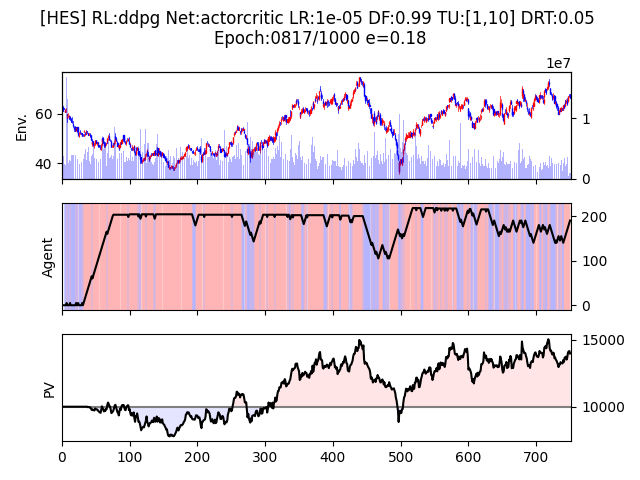 [HES] RL:ddpg Net:actorcritic LR:1e-05 DF:0.99 TU:[1,10] DRT:0.05
Epoch:0817/1000 e=0.18
1e7
Env.
60
40
1
0
Agent
200
100
0
PV
15000
10000
0 100 200 300 400 500 600 700